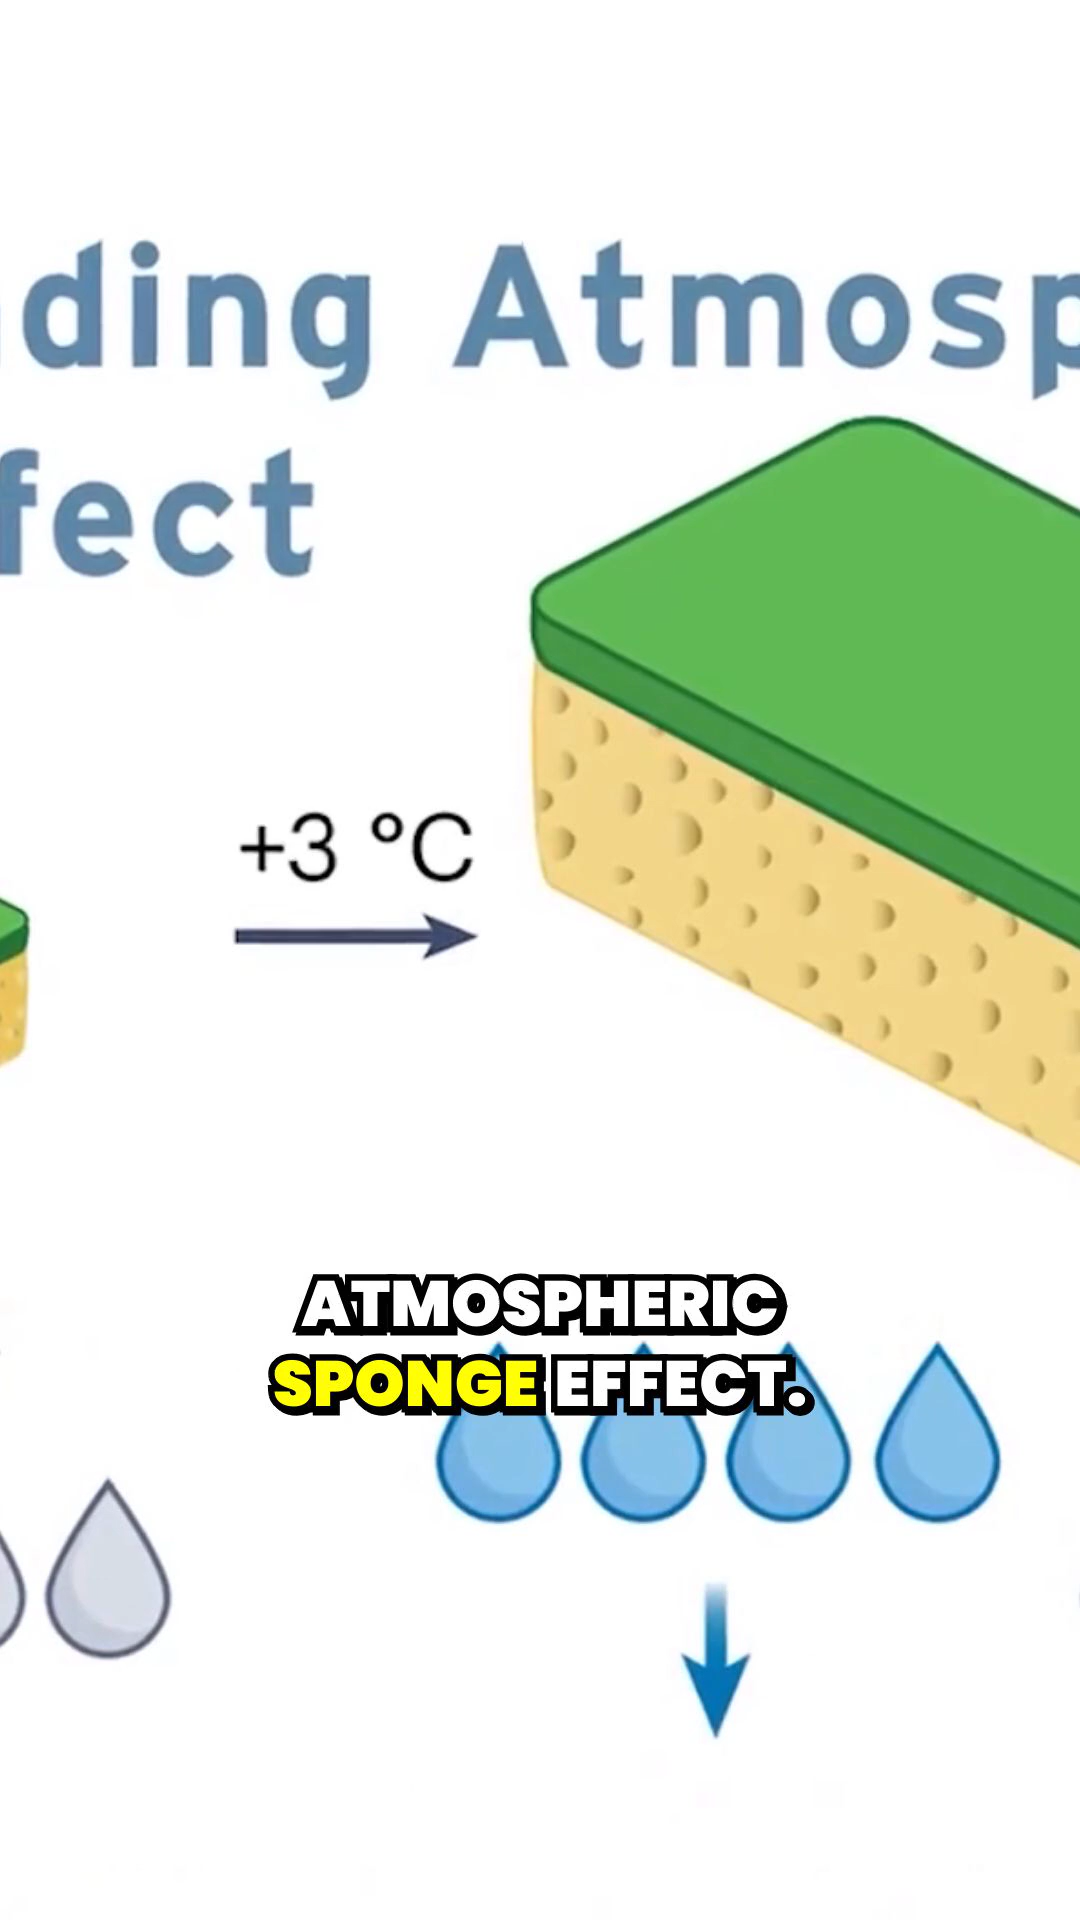 ding Atmosp
fect
+3 °C
ATMOSPHERIC
SPONGE EFFECT.